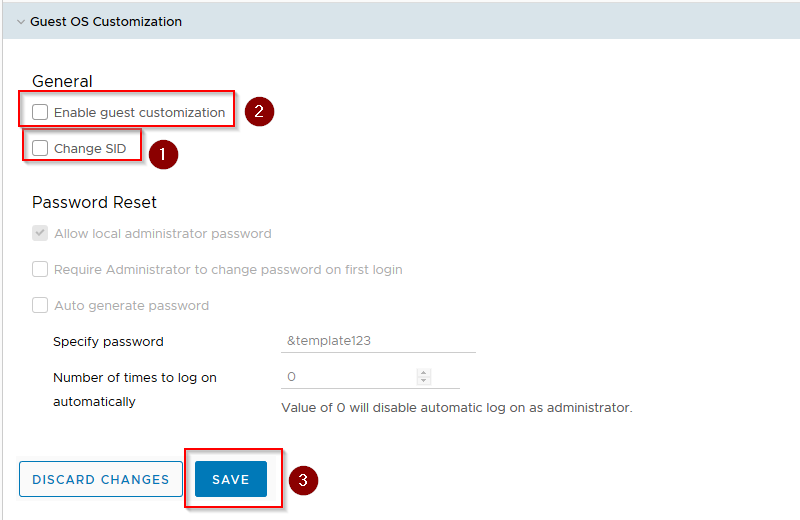 Guest OS Customization
General
Enable guest customization 2
Change SID 1
Password Reset
Allow local administrator password
Require Administrator to change password on first login
Auto generate password
Specify password &template123
Number of times to log on 0
automatically
Value of 0 will disable automatic log on as administrator.
DISCARD CHANGES SAVE 3